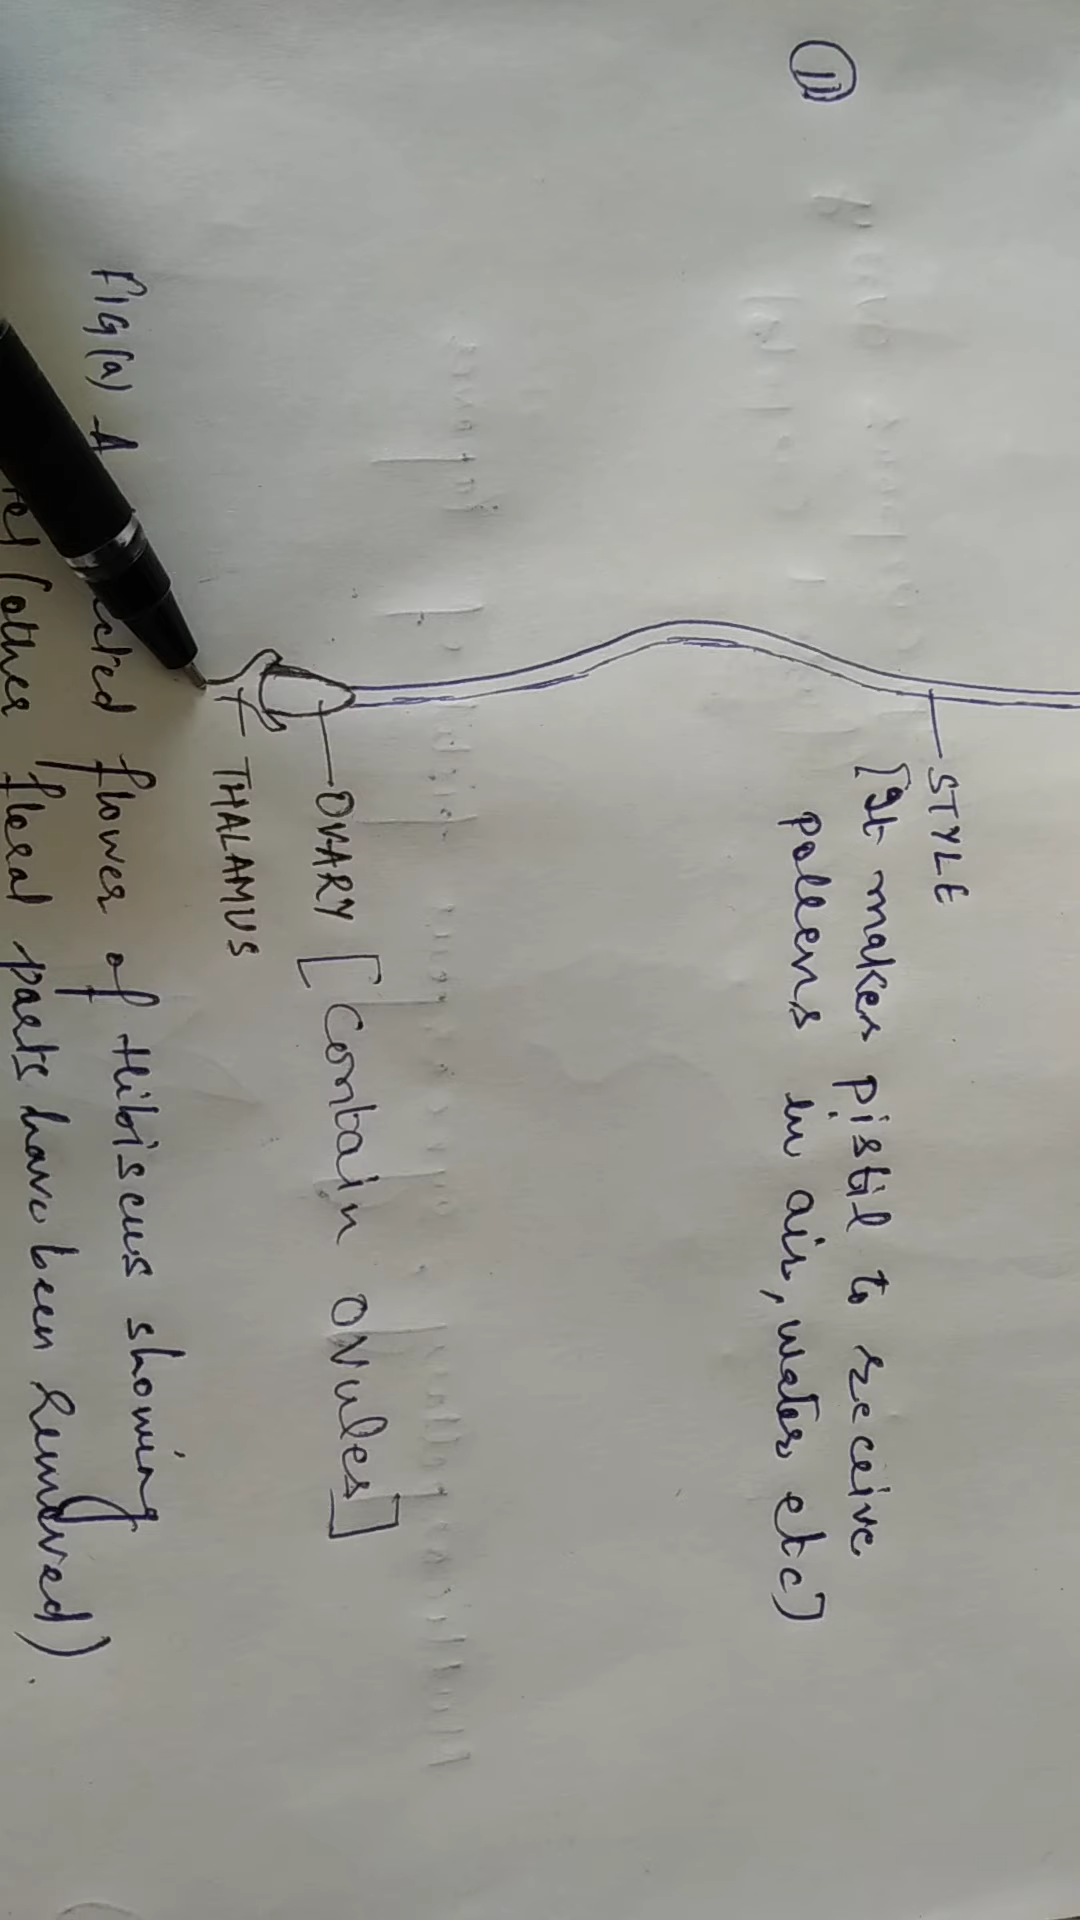 STYLE
[It makes pistil to receive
pollens in air, water etc]
OVARY [Contain ovules]
THALAMUS
FIG(a) A flower of Hibiscus showing
(other floral parts have been removed).